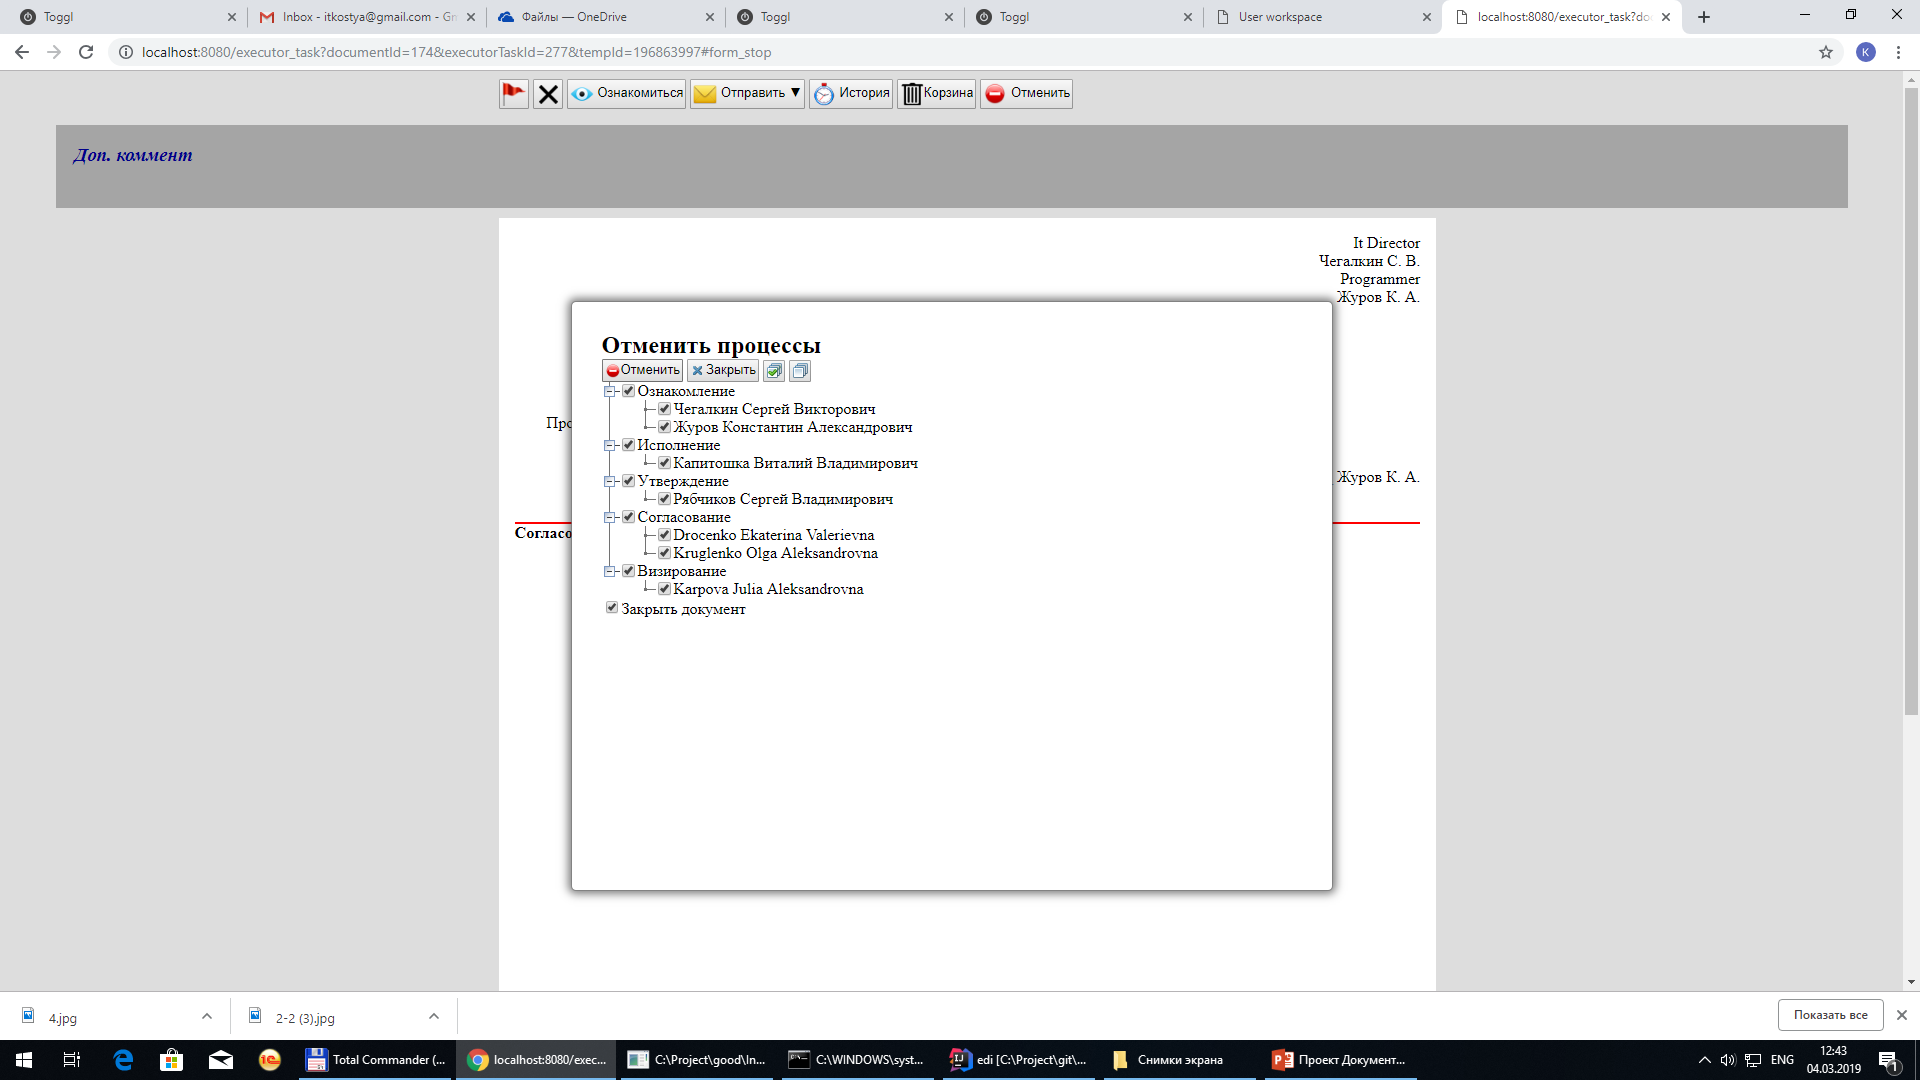 Toggl
Inbox - itkostya@gmail.com - Gm
Файлы — OneDrive
Toggl
Toggl
User workspace
localhost:8080/executor_task?do
localhost:8080/executor_task?documentId=174&executorTaskId=277&tempId=196863997#form_stop
K
Ознакомиться
Отправить ▼
История
Корзина
Отменить
Доп. коммент
It Director
Чегалкин С. В.
Programmer
Журов К. А.
Отменить процессы
Отменить
Закрыть
Ознакомление
Чегалкин Сергей Викторович
Журов Константин Александрович
Про
Исполнение
Капитошка Виталий Владимирович
Утверждение
Журов К. А.
Рябчиков Сергей Владимирович
Согласование
Согласо
Drocenko Ekaterina Valerievna
Kruglenko Olga Aleksandrovna
Визирование
Karpova Julia Aleksandrovna
Закрыть документ
4.jpg
2-2 (3).jpg
Показать все
Total Commander (...
localhost:8080/exec...
C:\Project\good\In...
C:\WINDOWS\syst...
edi [C:\Project\git\...
Снимки экрана
Проект Документ...
ENG
12:43
04.03.2019
1